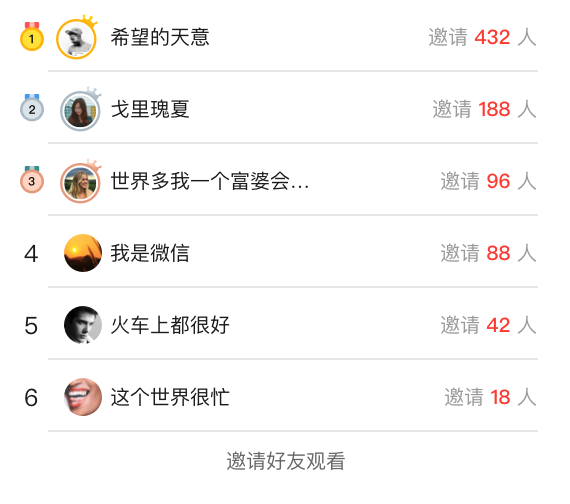 1 希望的天意 邀请 432 人
2 戈里瑰夏 邀请 188 人
3 世界多我一个富婆会… 邀请 96 人
4 我是微信 邀请 88 人
5 火车上都很好 邀请 42 人
6 这个世界很忙 邀请 18 人
邀请好友观看